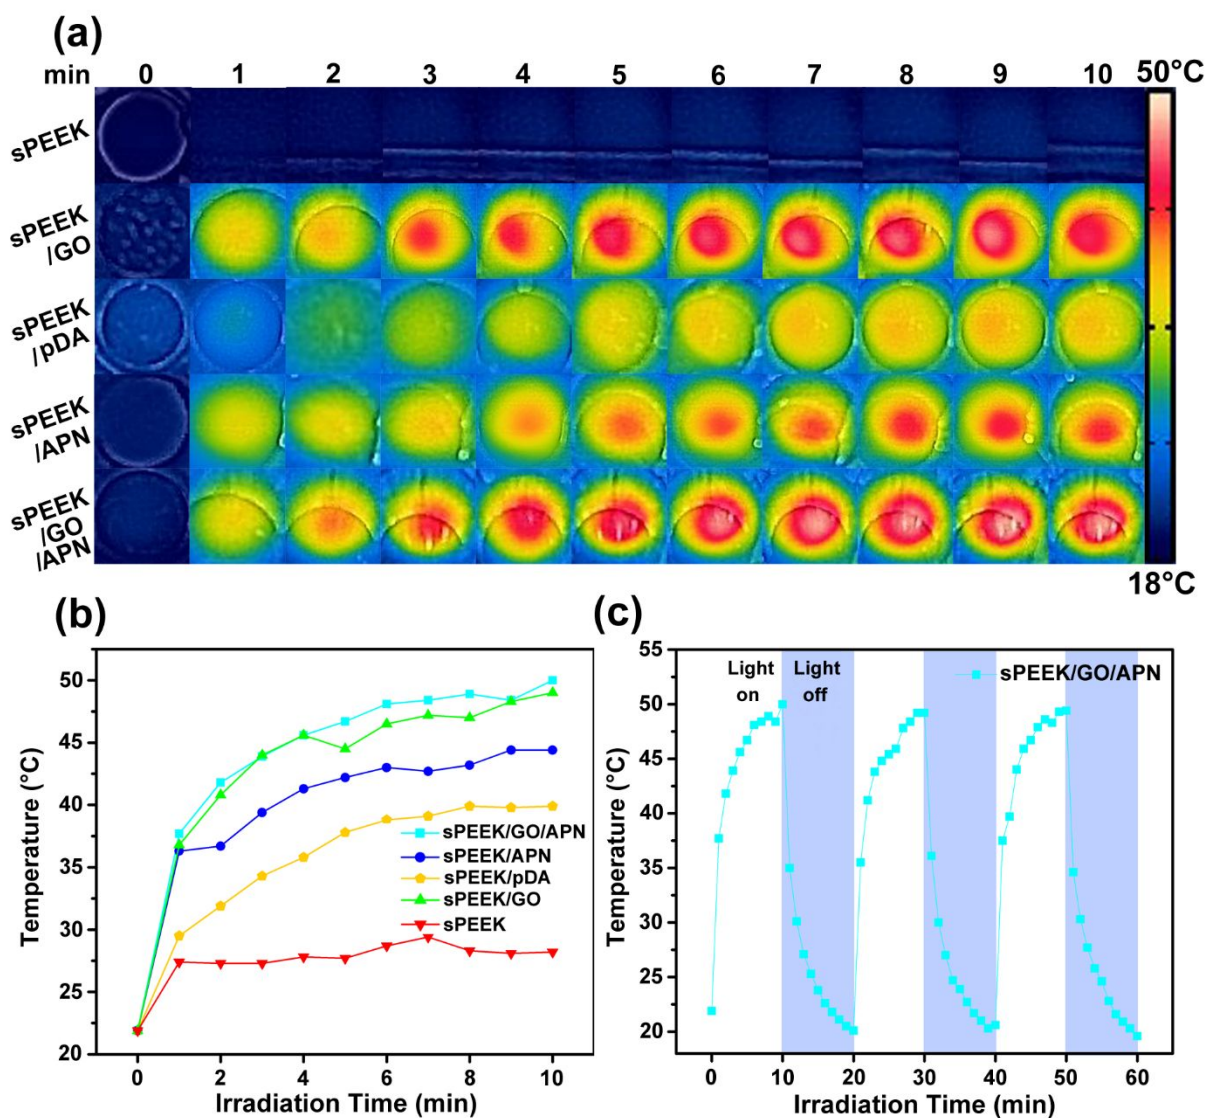 (a)
min 0 1 2 3 4 5 6 7 8 9 10 50°C
sPEEK
sPEEK
/GO
sPEEK
/pDA
sPEEK
/APN
sPEEK
/GO
/APN
18°C
(b)
50
45
40
35
30
25
20
Temperature (°C)
sPEEK/GO/APN
sPEEK/APN
sPEEK/pDA
sPEEK/GO
sPEEK
0 2 4 6 8 10
Irradiation Time (min)
(c)
55
50
45
40
35
30
25
20
Temperature (°C)
Light
on
Light
off
sPEEK/GO/APN
0 10 20 30 40 50 60
Irradiation Time (min)